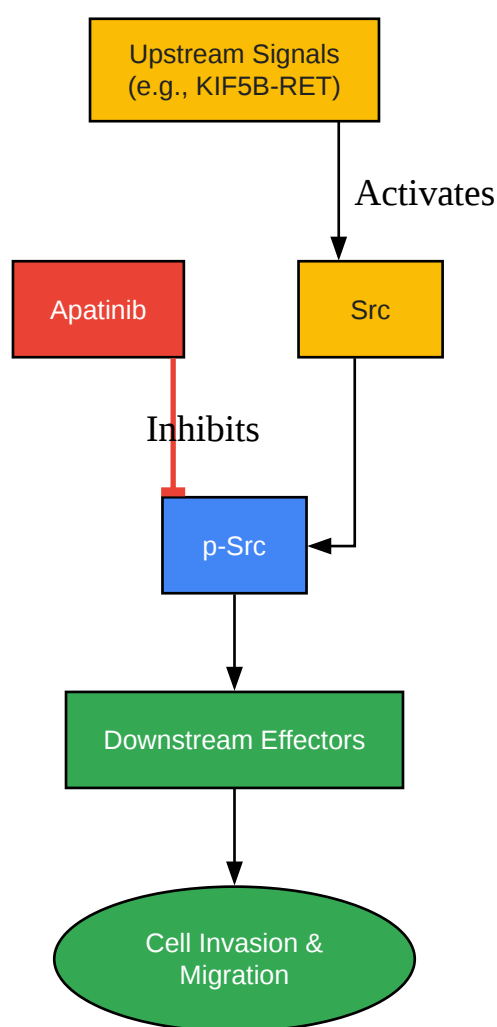 Upstream Signals
(e.g., KIF5B-RET)
Activates
Apatinib
Src
Inhibits
p-Src
Downstream Effectors
Cell Invasion &
Migration